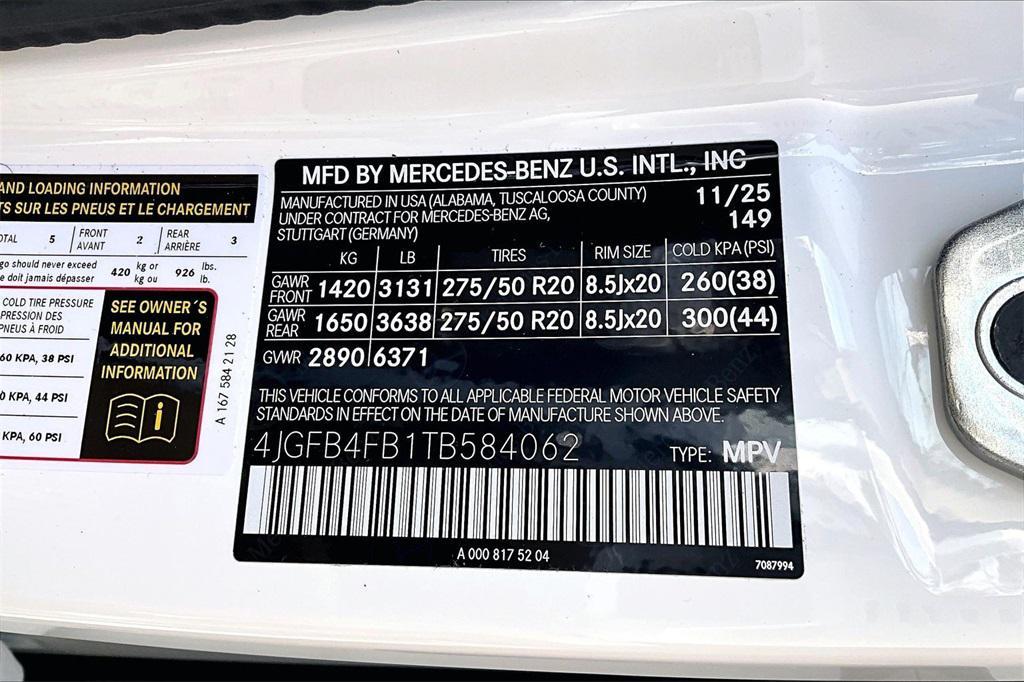 AND LOADING INFORMATION
TS SUR LES PNEUS ET LE CHARGEMENT
OTAL 5 FRONT AVANT 2 REAR ARRIÈRE 3
go should never exceed
e doit jamais dépasser
420 kg or kg ou 926 lbs. lb.
COLD TIRE PRESSURE
PRESSION DES
PNEUS À FROID
60 KPA, 38 PSI
0 KPA, 44 PSI
KPA, 60 PSI
SEE OWNER´S
MANUAL FOR
ADDITIONAL
INFORMATION
A 167 584 21 28
MFD BY MERCEDES-BENZ U.S. INTL., INC
MANUFACTURED IN USA (ALABAMA, TUSCALOOSA COUNTY) 11/25
UNDER CONTRACT FOR MERCEDES-BENZ AG, 149
STUTTGART (GERMANY)
KG LB TIRES RIM SIZE COLD KPA (PSI)
GAWR FRONT 1420 3131 275/50 R20 8.5Jx20 260(38)
GAWR REAR 1650 3638 275/50 R20 8.5Jx20 300(44)
GVWR 2890 6371
THIS VEHICLE CONFORMS TO ALL APPLICABLE FEDERAL MOTOR VEHICLE SAFETY
STANDARDS IN EFFECT ON THE DATE OF MANUFACTURE SHOWN ABOVE.
4JGFB4FB1TB584062 TYPE: MPV
A 000 817 52 04
7087994